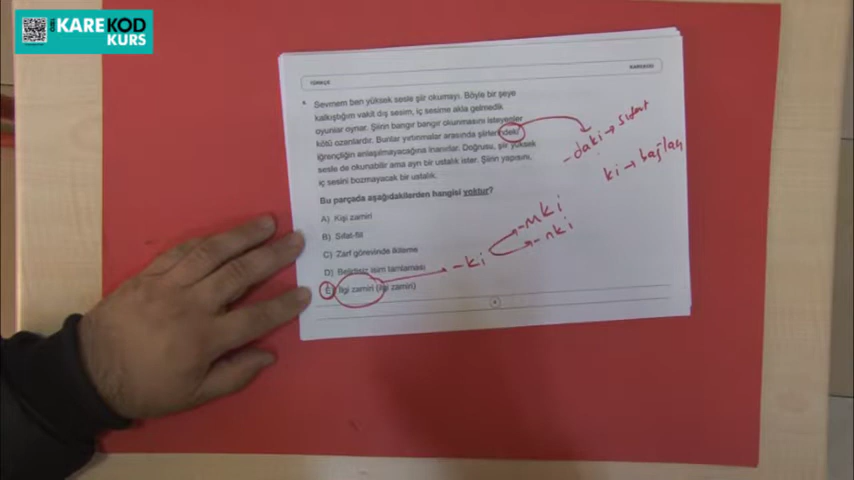 ÖZEL
KAREKOD
KURS
TÜRKÇE
KAREKOD
Sevmem ben yüksek sesle şiir okumayı. Böyle bir şeye
kalkıştığım vakit dış sesim, iç sesime akla gelmedik
oyunlar oynar. Şiirin bangır bangır okunmasını isteyenler
kötü ozanlardır. Bunlar yırtınmalar arasında şiirlerindeki
iğrençliğin anlaşılmayacağına inanırlar. Doğrusu, şiir yüksek
sesle de okunabilir ama ayrı bir ustalık ister. Şiirin yapısını,
iç sesini bozmayacak bir ustalık.
Bu parçada aşağıdakilerden hangisi yoktur?
A) Kişi zamiri
B) Sıfat-fiil
C) Zarf görevinde ikileme
D) Belirtisiz isim tamlaması
E) İlgi zamiri (ilgi zamiri)
-daki → sıfat
ki → bağlaç
-ki
-mki
-nki